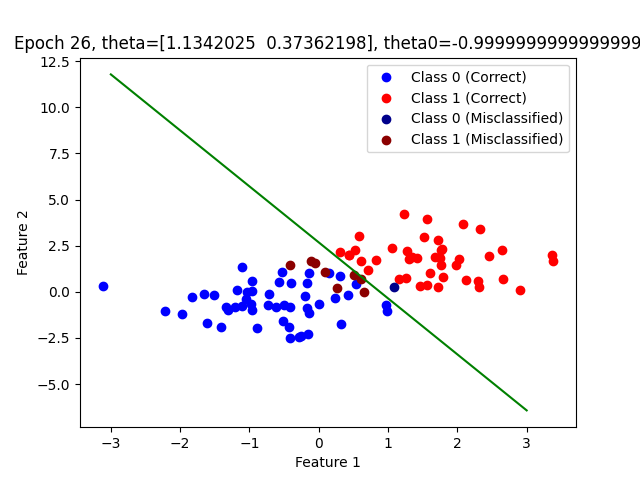 Epoch 26, theta=[1.1342025 0.37362198], theta0=-0.9999999999999999
Class 0 (Correct)
Class 1 (Correct)
Class 0 (Misclassified)
Class 1 (Misclassified)
12.5
10.0
7.5
5.0
2.5
0.0
−2.5
−5.0
Feature 2
−3 −2 −1 0 1 2 3
Feature 1